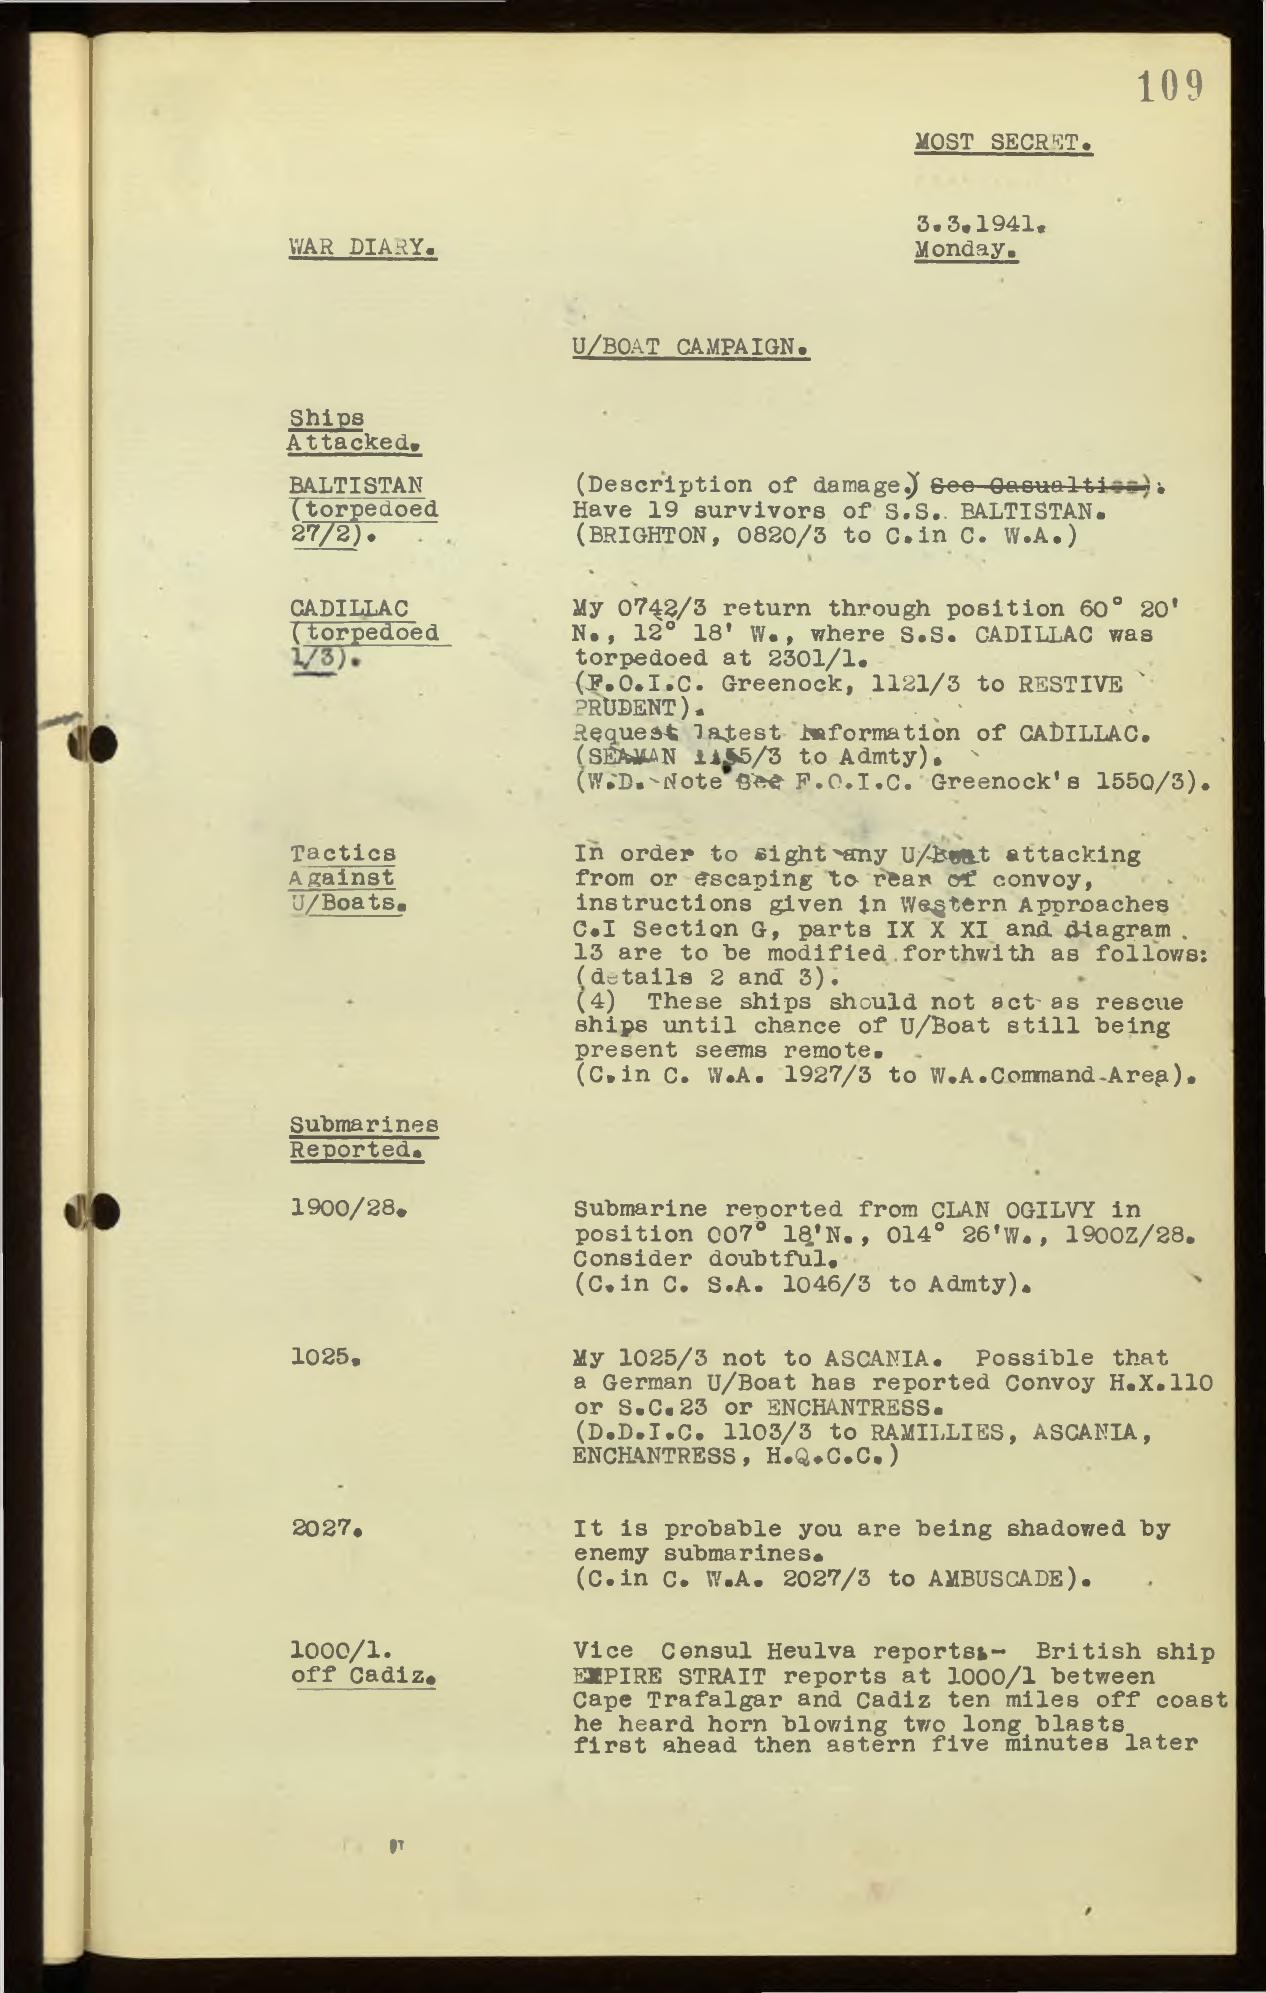 109
MOST SECRET.
3.3.1941.
WAR DIARY.
Monday.
U/BOAT CAMPAIGN.
Ships
Attacked.
BALTISTAN
(torpedoed
27/2).
(Description of damage.) See Casualties).
Have 19 survivors of S.S. BALTISTAN.
(BRIGHTON, 0820/3 to C.in C. W.A.)
CADILLAC
(torpedoed
1/3).
My 0742/3 return through position 60° 20'
N., 12° 18' W., where S.S. CADILLAC was
torpedoed at 2301/1.
(F.O.I.C. Greenock, 1121/3 to RESTIVE
PRUDENT).
Request latest information of CADILLAC.
(SEAMAN /3 to Admty).
(W.D. Note See F.O.I.C. Greenock's 1550/3).
Tactics
Against
U/Boats.
In order to sight any U/Boat attacking
from or escaping to rear of convoy,
instructions given in Western Approaches
C.I Section G, parts IX X XI and diagram
13 are to be modified forthwith as follows:
(details 2 and 3).
(4) These ships should not act as rescue
ships until chance of U/Boat still being
present seems remote.
(C.in C. W.A. 1927/3 to W.A.Command Area).
Submarines
Reported.
1900/28.
Submarine reported from CLAN OGILVY in
position 007° 18'N., 014° 26'W., 1900Z/28.
Consider doubtful.
(C.in C. S.A. 1046/3 to Admty).
1025.
My 1025/3 not to ASCANIA. Possible that
a German U/Boat has reported Convoy H.X.110
or S.C.23 or ENCHANTRESS.
(D.D.I.C. 1103/3 to RAMILLIES, ASCANIA,
ENCHANTRESS, H.Q.C.C.)
2027.
It is probable you are being shadowed by
enemy submarines.
(C.in C. W.A. 2027/3 to AMBUSCADE).
1000/1.
off Cadiz.
Vice Consul Heulva reports:- British ship
EMPIRE STRAIT reports at 1000/1 between
Cape Trafalgar and Cadiz ten miles off coast
he heard horn blowing two long blasts
first ahead then astern five minutes later